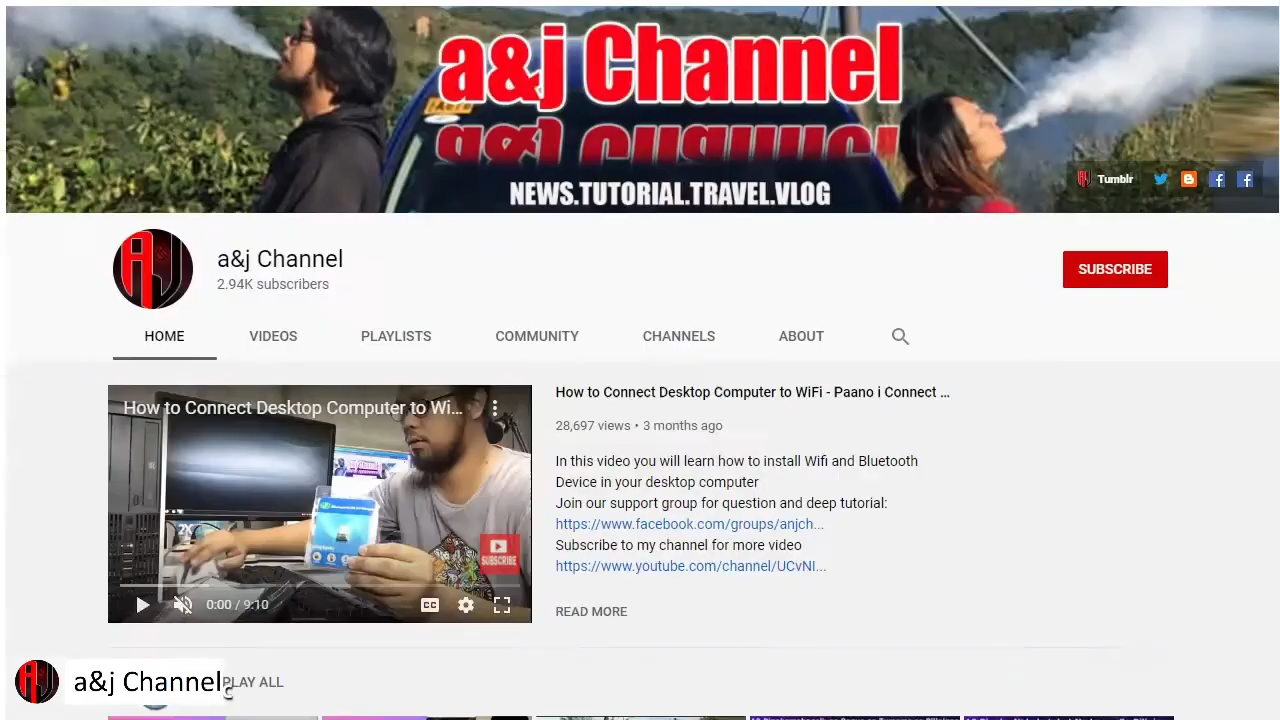 a&j Channel
NEWS.TUTORIAL.TRAVEL.VLOG
Tumblr
a&j Channel
2.94K subscribers
SUBSCRIBE
HOME VIDEOS PLAYLISTS COMMUNITY CHANNELS ABOUT
How to Connect Desktop Computer to Wi...
SUBSCRIBE
0:00 / 9:10
CC
How to Connect Desktop Computer to WiFi - Paano i Connect ...
28,697 views • 3 months ago
In this video you will learn how to install Wifi and Bluetooth
Device in your desktop computer
Join our support group for question and deep tutorial:
https://www.facebook.com/groups/anjch...
Subscribe to my channel for more video
https://www.youtube.com/channel/UCvNI...
READ MORE
a&j Channel
PLAY ALL